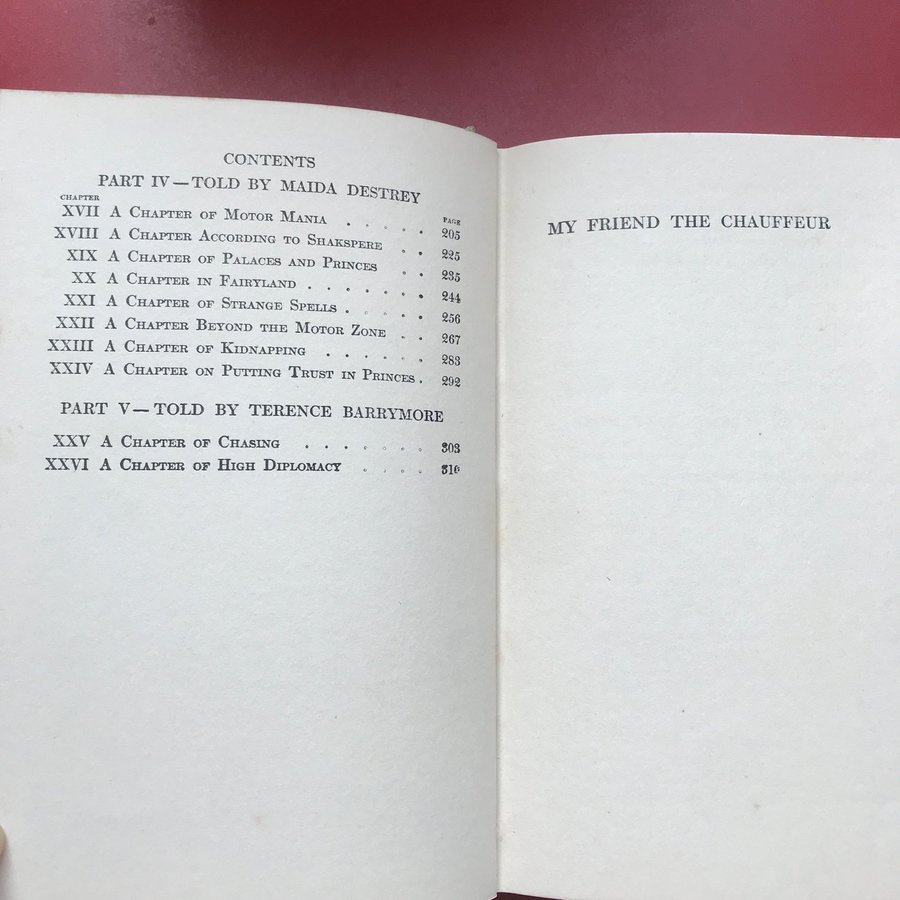 CONTENTS
PART IV—TOLD BY MAIDA DESTREY
CHAPTER PAGE
XVII A Chapter of Motor Mania . . . . . 205
XVIII A Chapter According to Shakspere . . 225
XIX A Chapter of Palaces and Princes . . 235
XX A Chapter in Fairyland . . . . . . 244
XXI A Chapter of Strange Spells . . . . 256
XXII A Chapter Beyond the Motor Zone . . 267
XXIII A Chapter of Kidnapping . . . . . . 283
XXIV A Chapter on Putting Trust in Princes . 292
PART V—TOLD BY TERENCE BARRYMORE
XXV A Chapter of Chasing . . . . . . . 303
XXVI A Chapter of High Diplomacy . . . .
MY FRIEND THE CHAUFFEUR